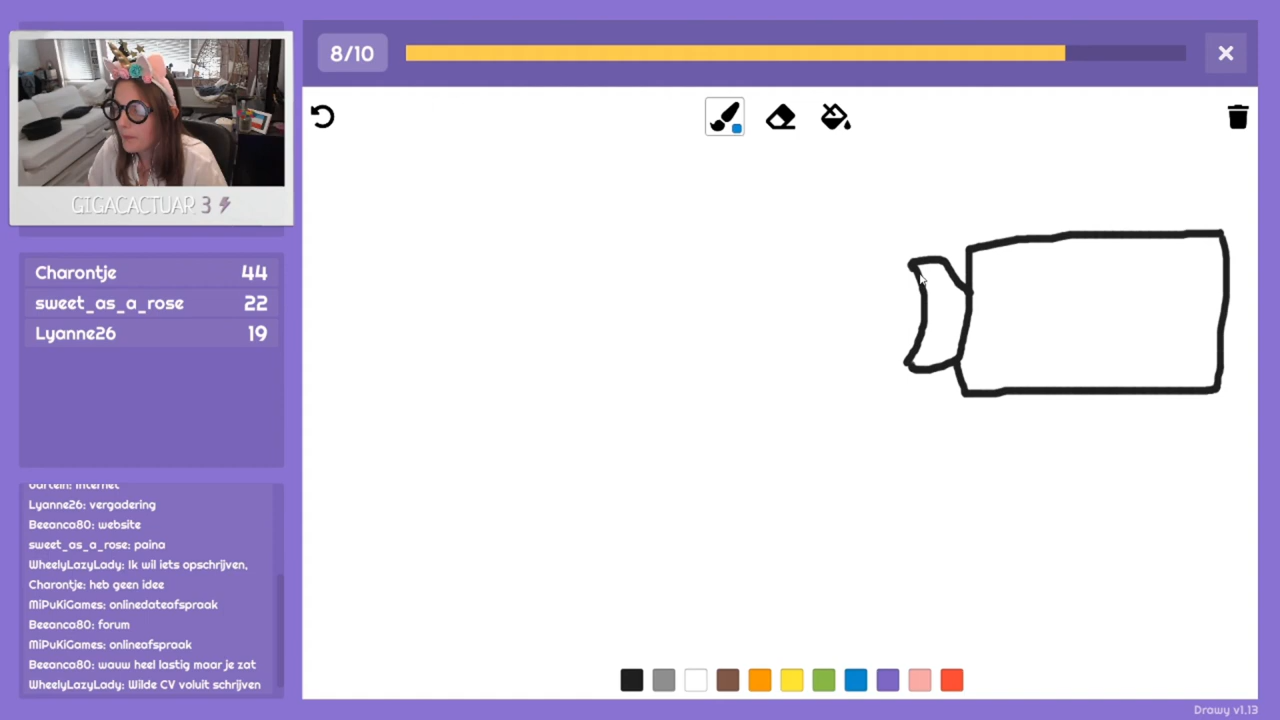 8/10
GIGACACTUAR 3
Charontje 44
sweet_as_a_rose 22
Lyanne26 19
Lyanne26: vergadering
Beeanca80: website
sweet_as_a_rose: paina
WheelyLazyLady: Ik wil iets opschrijven,
Charontje: heb geen idee
MiPuKiGames: onlinedateafspraak
Beeanca80: forum
MiPuKiGames: onlineafspraak
Beeanca80: wauw heel lastig maar je zat
WheelyLazyLady: Wilde CV voluit schrijven
Drawy v1.13